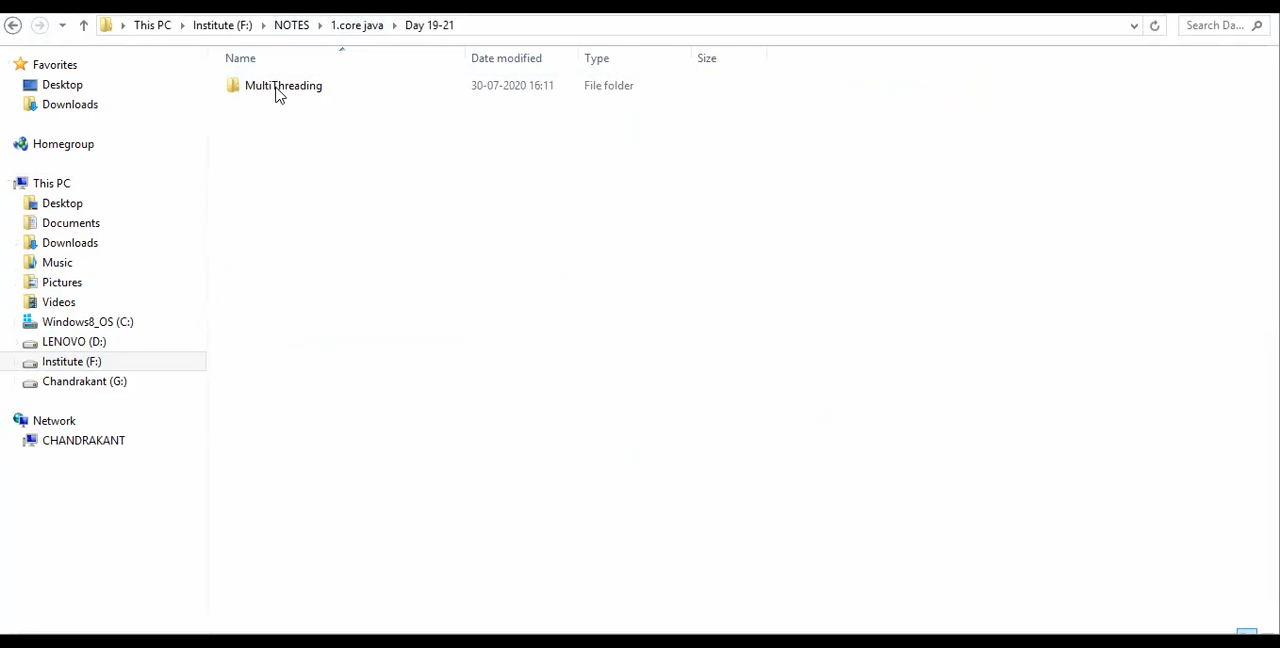 This PC Institute (F:) NOTES 1.core java Day 19-21 Search Da...
Name Date modified Type Size
MultiThreading 30-07-2020 16:11 File folder
Favorites
Desktop
Downloads
Homegroup
This PC
Desktop
Documents
Downloads
Music
Pictures
Videos
Windows8_OS (C:)
LENOVO (D:)
Institute (F:)
Chandrakant (G:)
Network
CHANDRAKANT